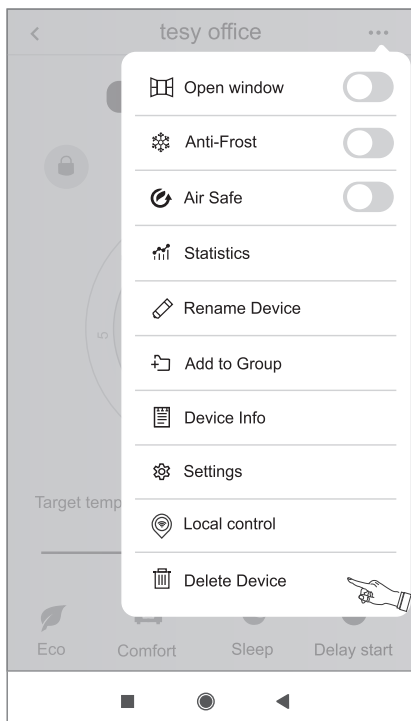 tesy office
Open window
Anti-Frost
Air Safe
Statistics
Rename Device
Add to Group
Device Info
Settings
Local control
Delete Device
5
Target temp
Eco Comfort Sleep Delay start